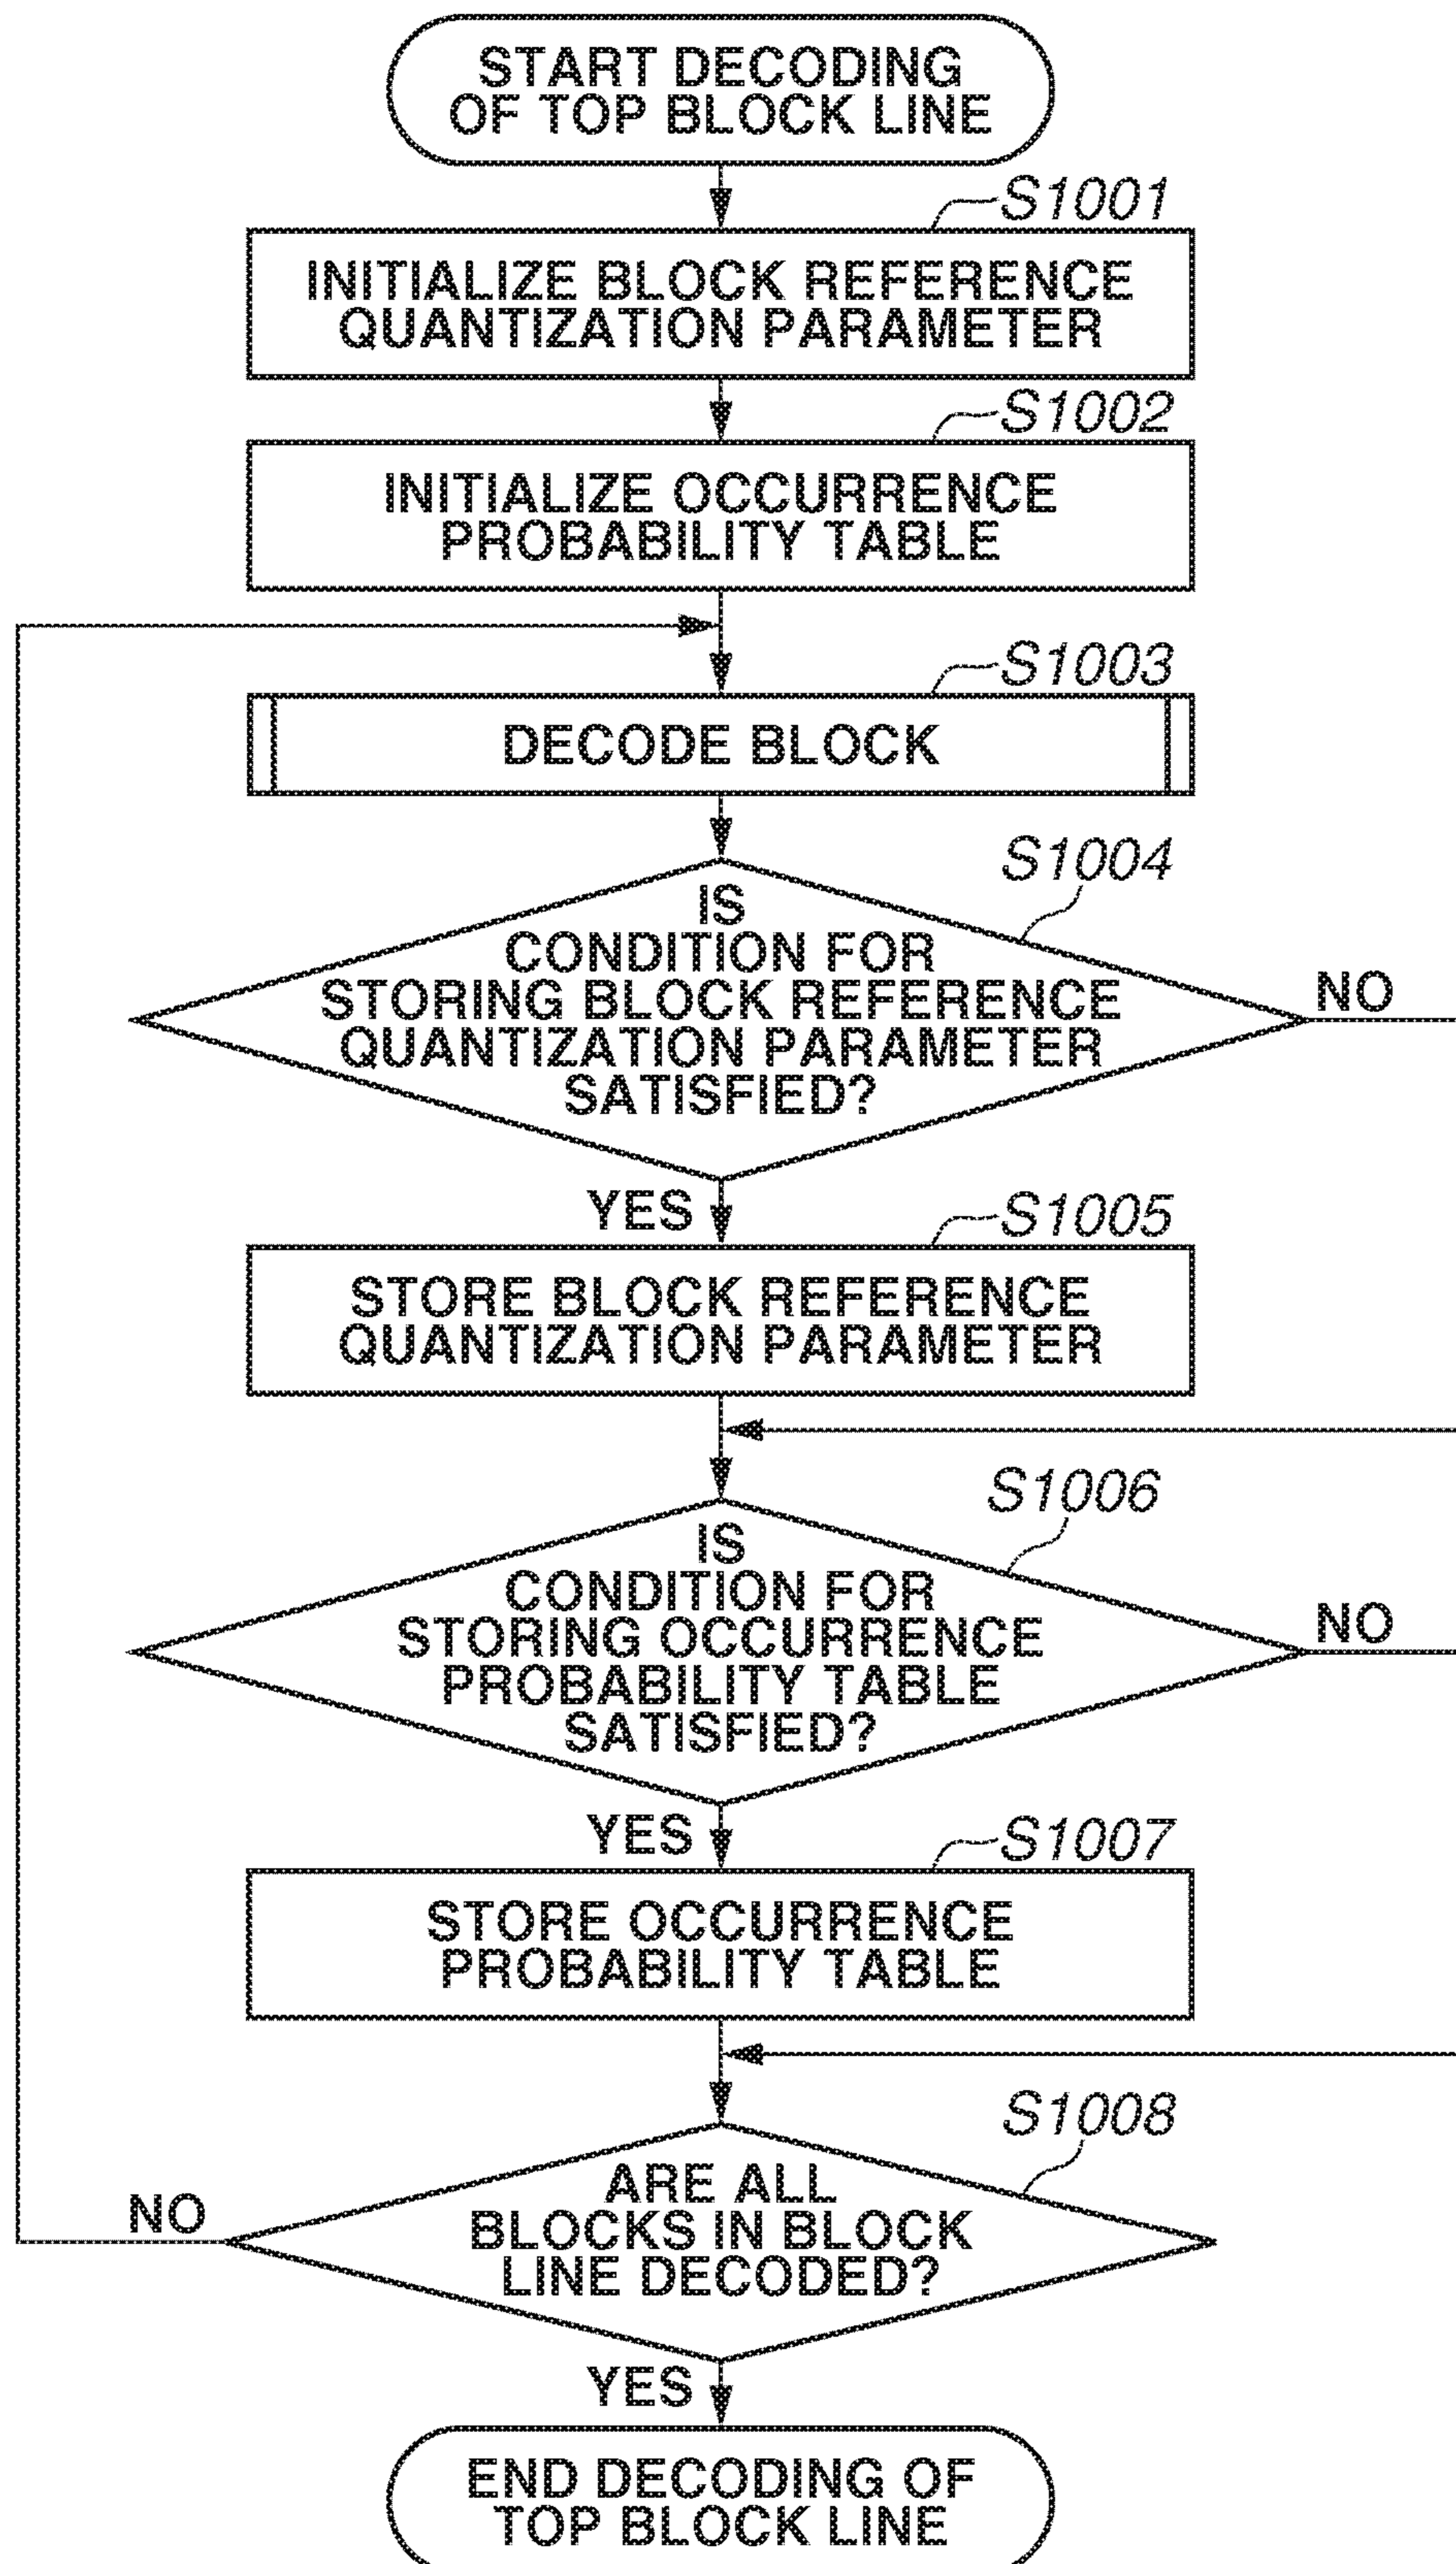 START DECODING
OF TOP BLOCK LINE
S1001
INITIALIZE BLOCK REFERENCE
QUANTIZATION PARAMETER
S1002
INITIALIZE OCCURRENCE
PROBABILITY TABLE
S1003
DECODE BLOCK
S1004
IS
CONDITION FOR
STORING BLOCK REFERENCE
QUANTIZATION PARAMETER
SATISFIED?
NO
YES
S1005
STORE BLOCK REFERENCE
QUANTIZATION PARAMETER
S1006
IS
CONDITION FOR
STORING OCCURRENCE
PROBABILITY TABLE
SATISFIED?
NO
YES
S1007
STORE OCCURRENCE
PROBABILITY TABLE
S1008
ARE ALL
BLOCKS IN BLOCK
LINE DECODED?
NO
YES
END DECODING OF
TOP BLOCK LINE